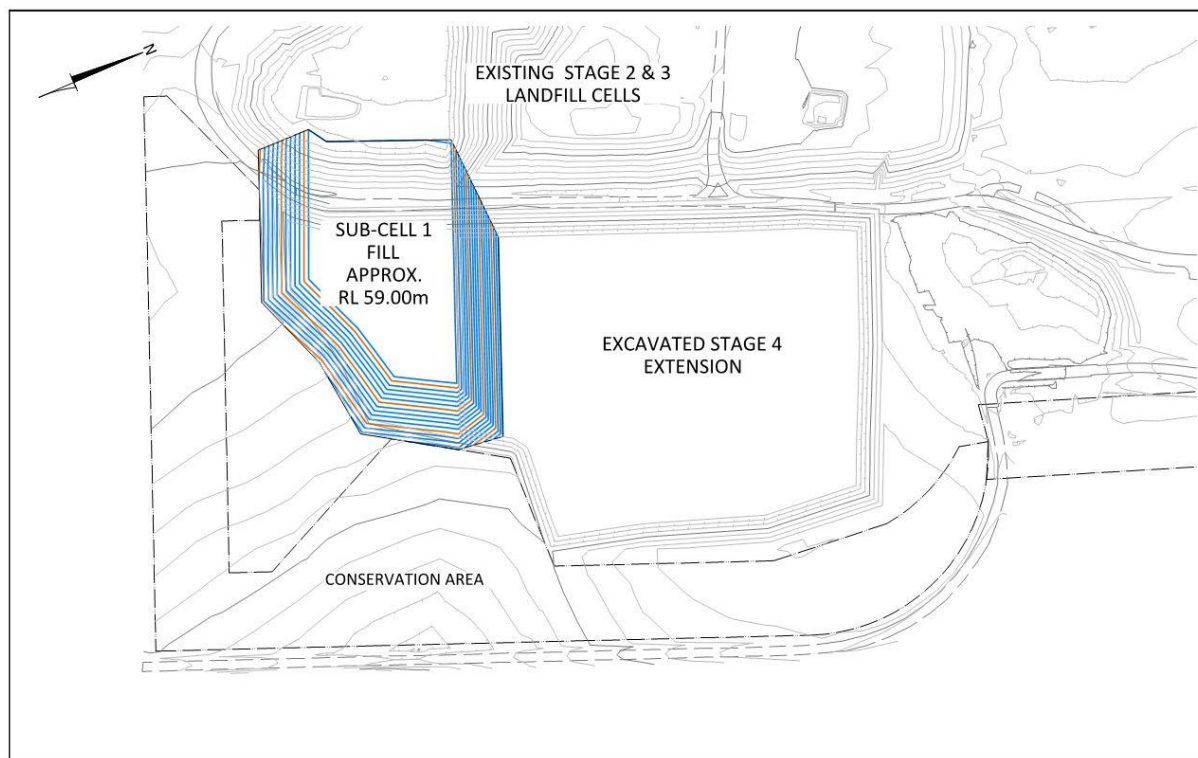 N
EXISTING STAGE 2 & 3
LANDFILL CELLS
SUB-CELL 1
FILL
APPROX.
RL 59.00m
EXCAVATED STAGE 4
EXTENSION
CONSERVATION AREA